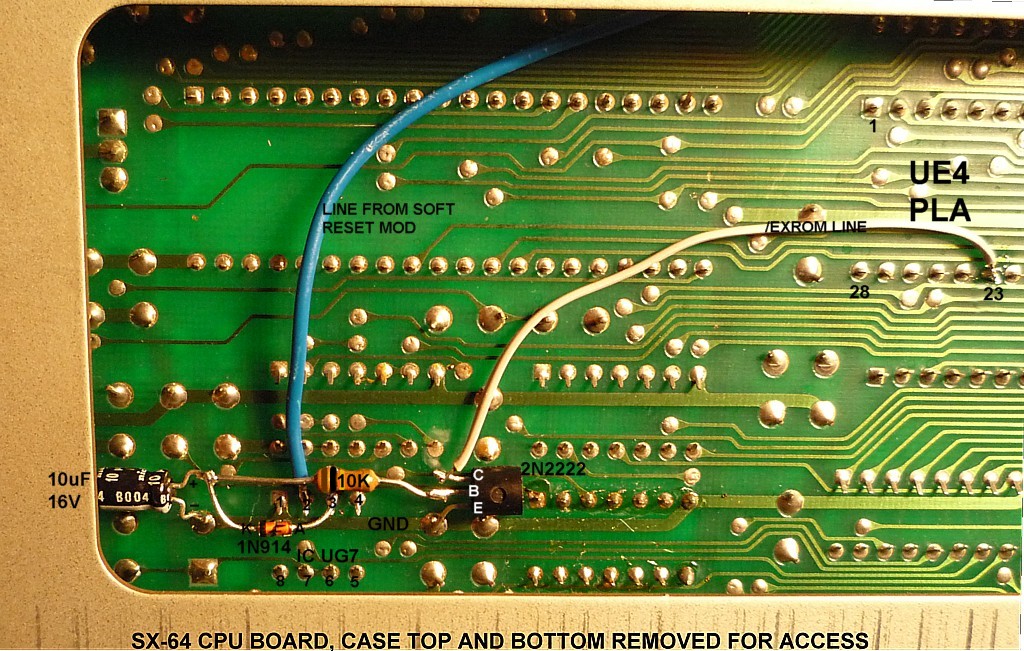 1
UE4
PLA
LINE FROM SOFT
RESET MOD
/EXROM LINE
28
23
10uF
16V
4 8004
10K
C
B
E
2N2222
3
4
GND
K
A
1N914
IC UG7
8
7
6
5
SX-64 CPU BOARD, CASE TOP AND BOTTOM REMOVED FOR ACCESS